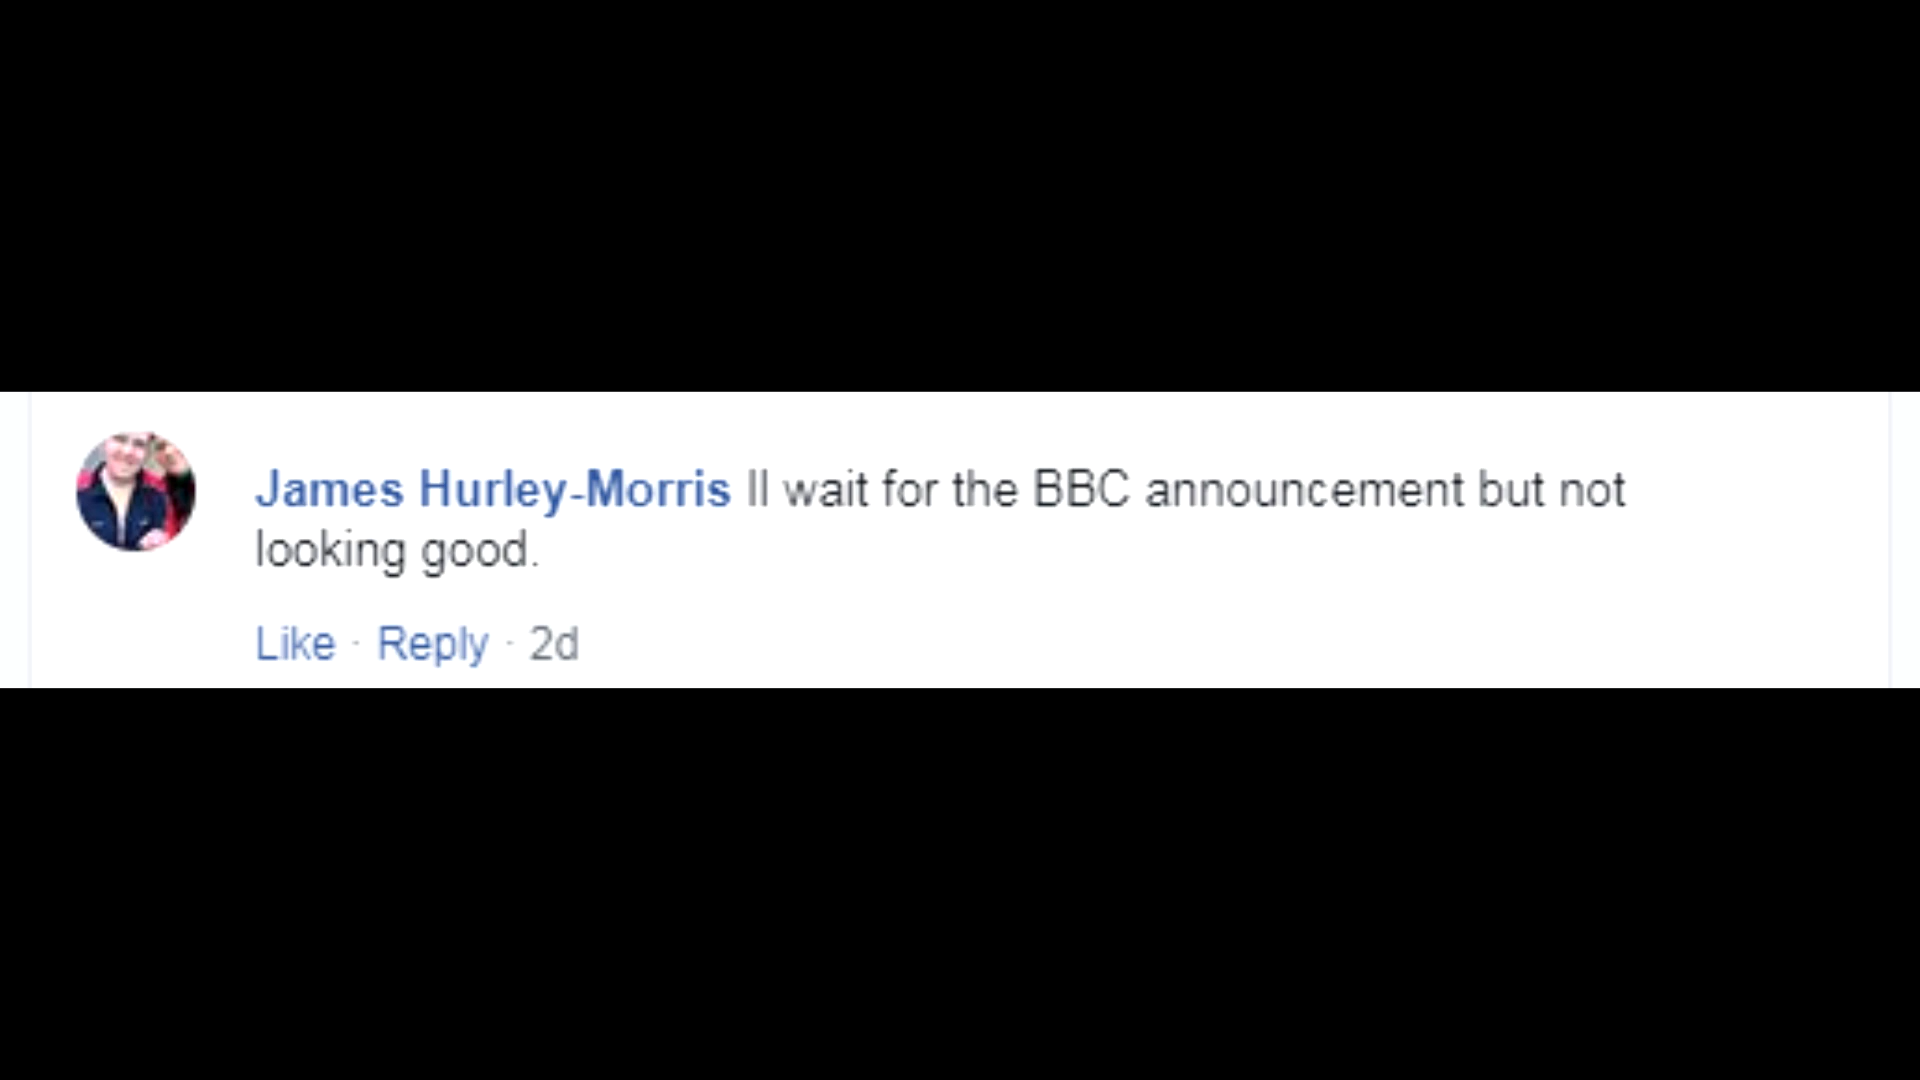 James Hurley-Morris Il wait for the BBC announcement but not
looking good.
Like · Reply · 2d